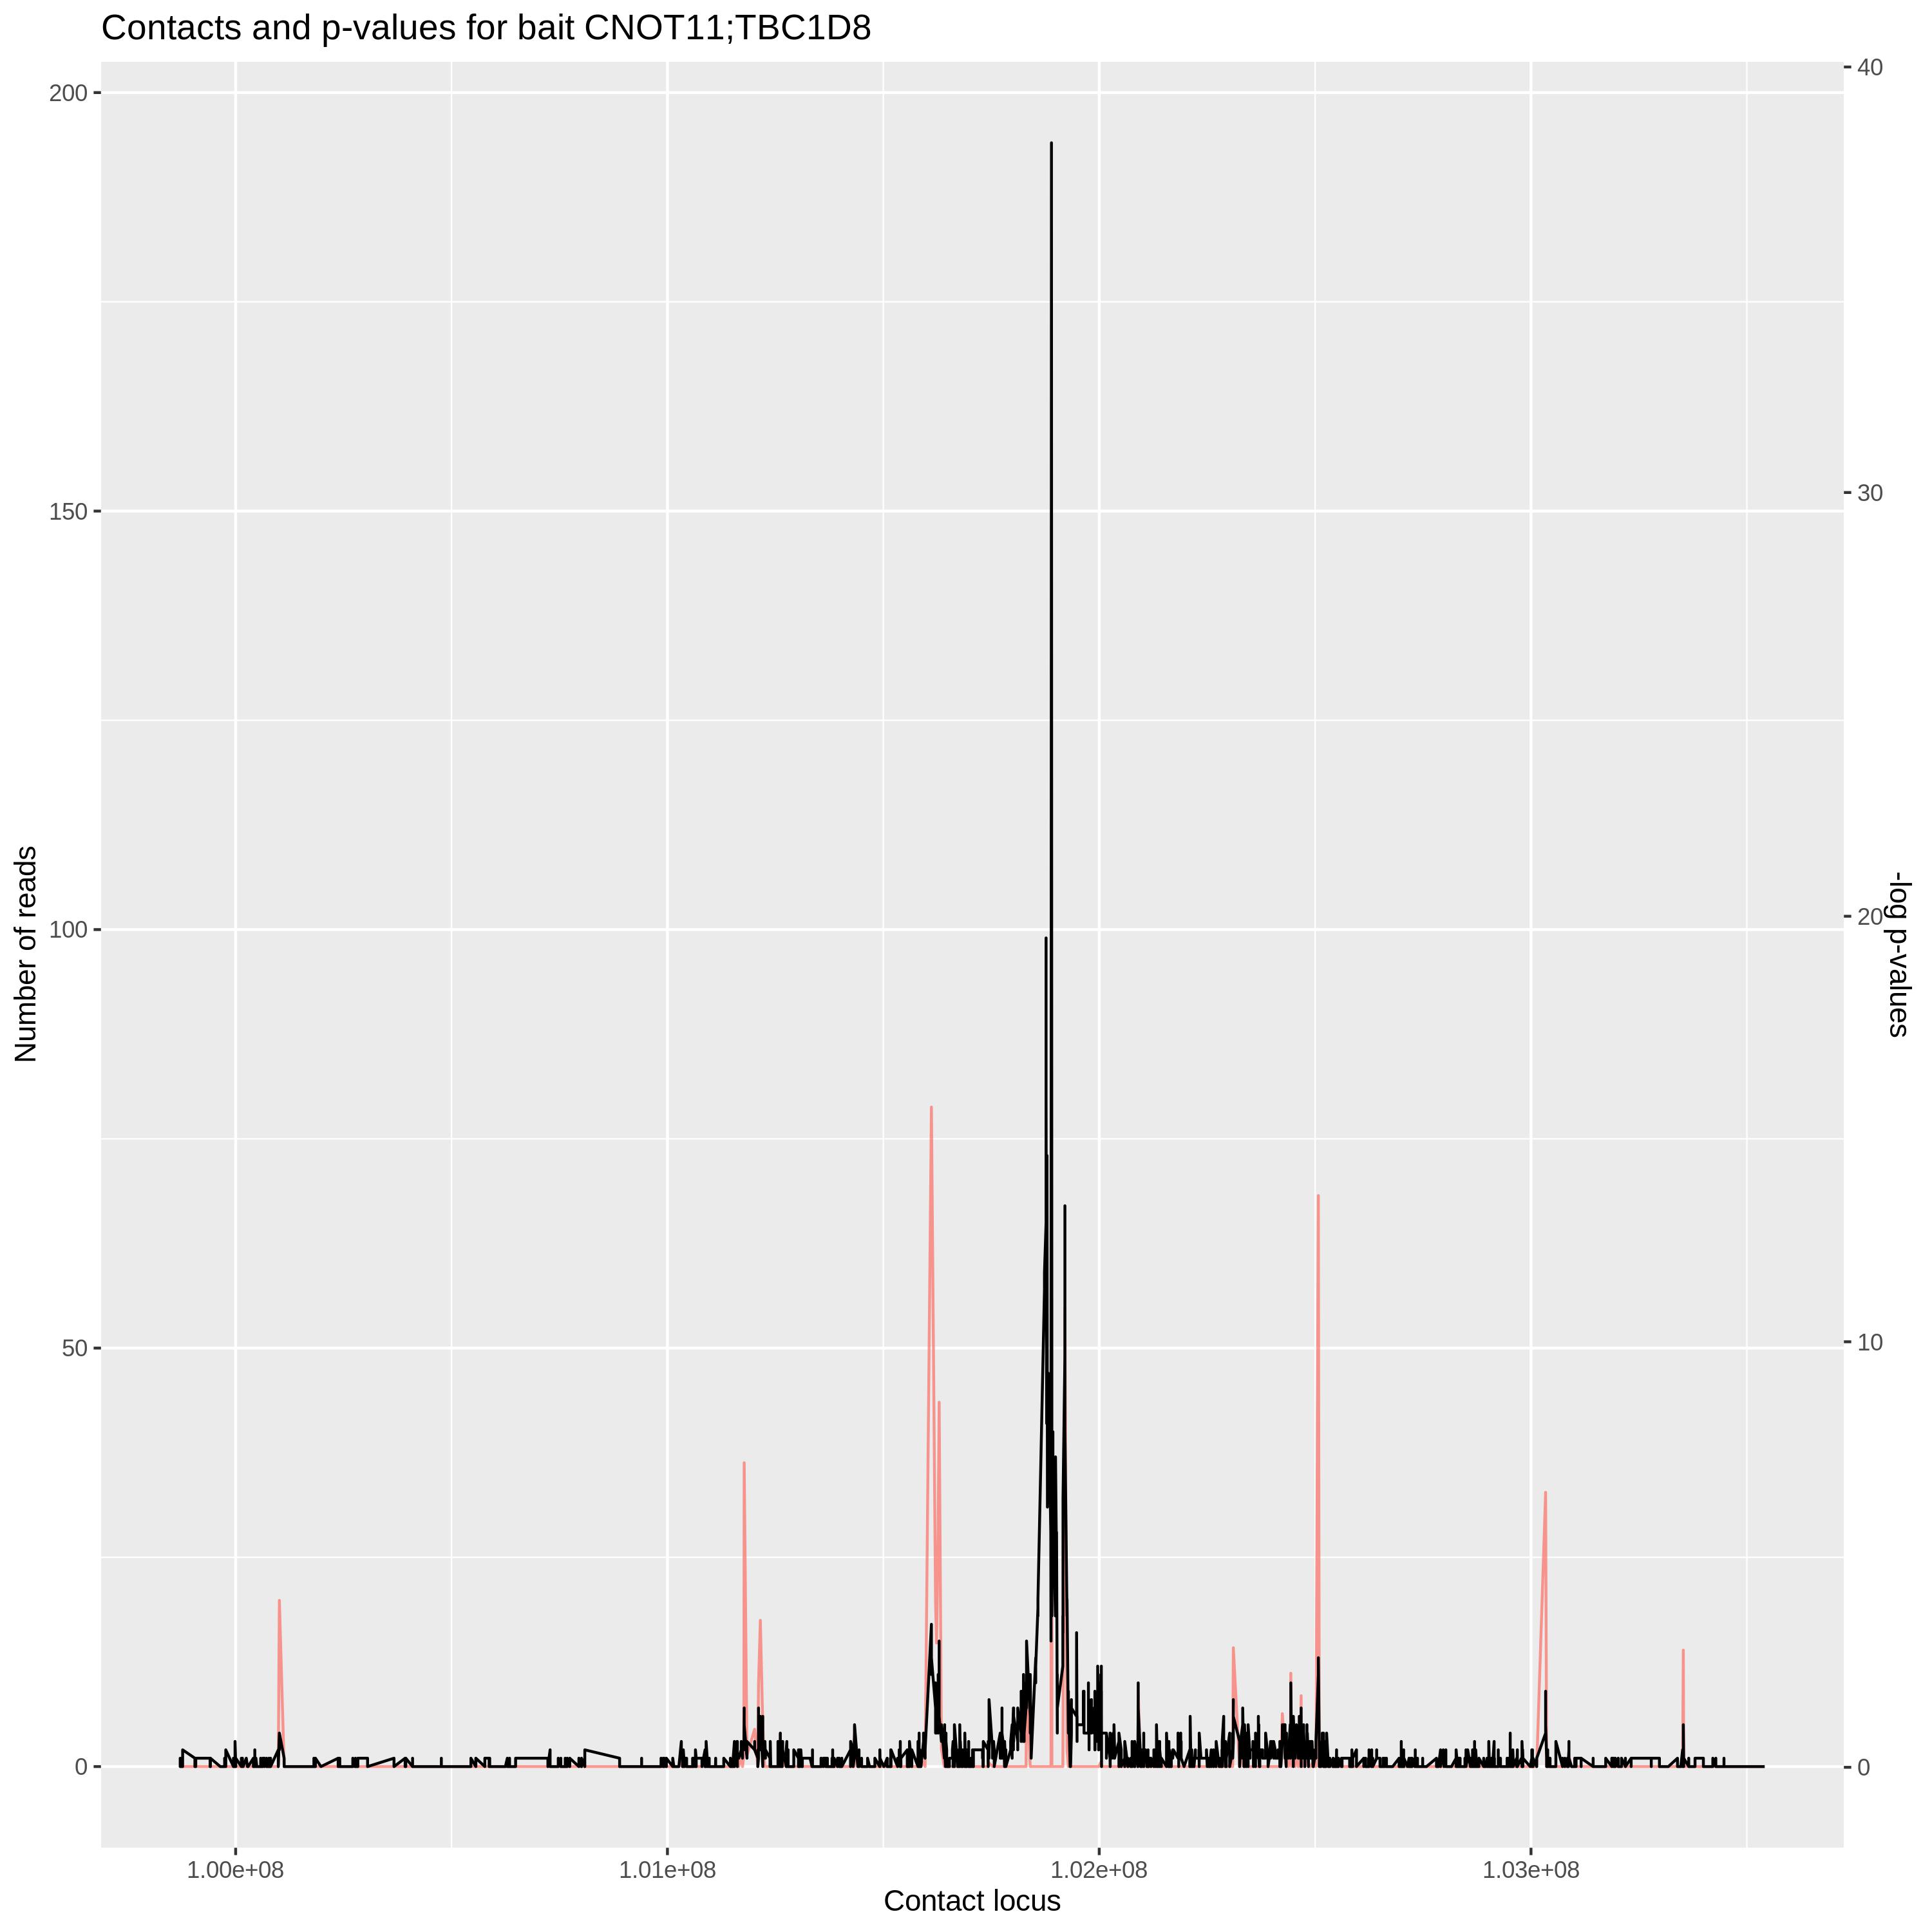 Contacts and p-values for bait CNOT11;TBC1D8
200
150
100
50
0
Number of reads
40
30
20
10
0
-log p-values
1.00e+08
1.01e+08
1.02e+08
1.03e+08
Contact locus